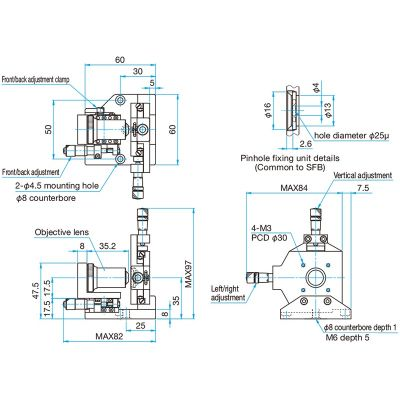 60
30
5
Front/back adjustment clamp
50
60
Front/back adjustment
2-φ4.5 mounting hole
φ8 counterbore
φ4
φ16
φ13
hole diameter φ25μ
2.6
Pinhole fixing unit details
(Common to SFB)
Vertical adjustment
MAX84
7.5
4-M3
PCD φ30
Left/right
adjustment
φ8 counterbore depth 1
M6 depth 5
Objective lens
8
35.2
MAX97
47.5
17.5
17.5
35
8
25
MAX82